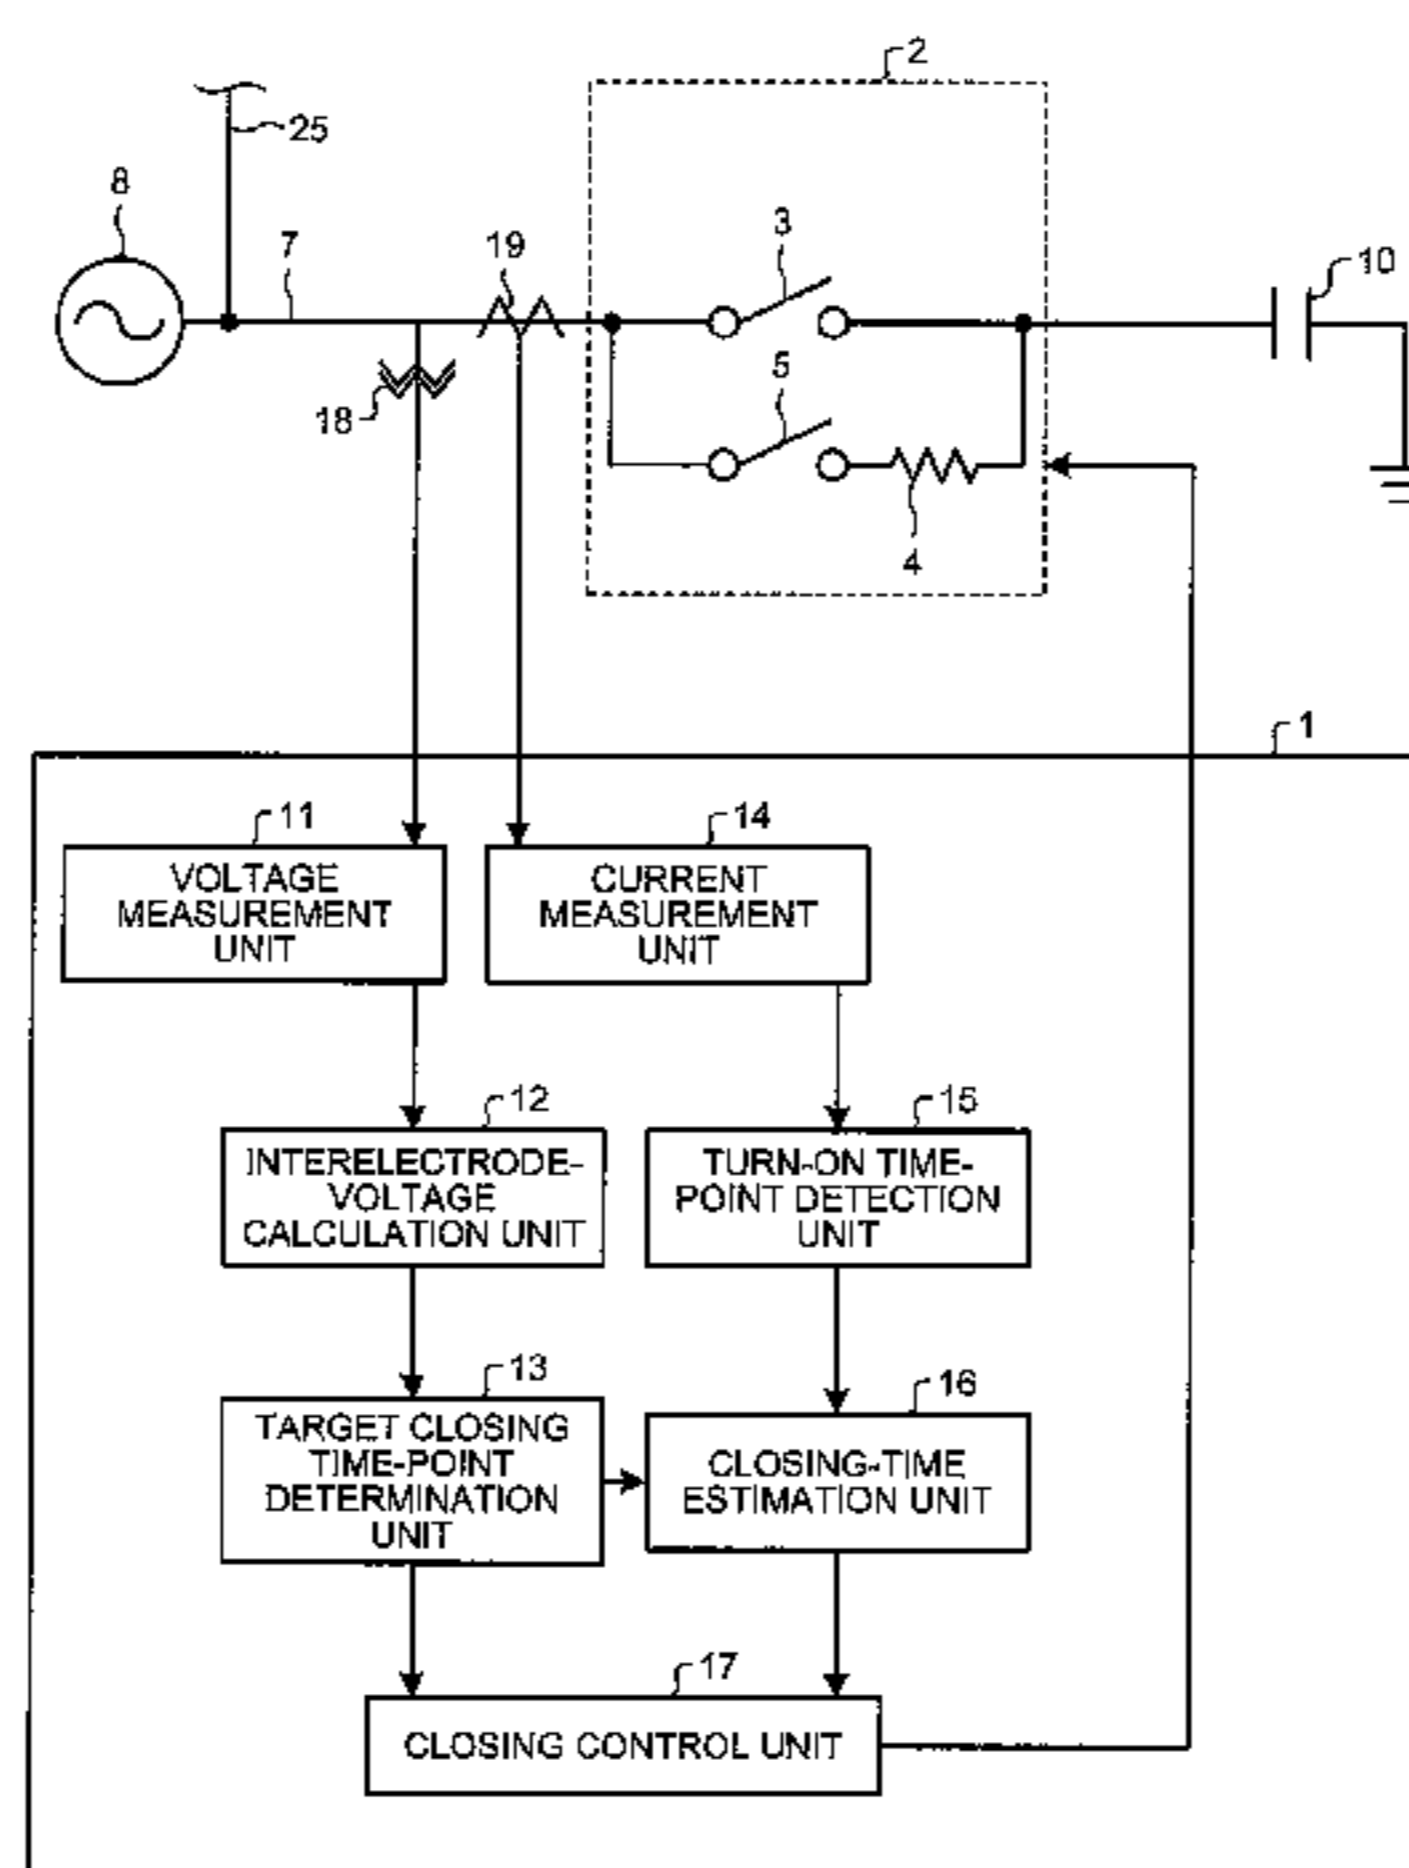 2
25
8
7
19
3
10
18
5
4
1
11
14
VOLTAGE
MEASUREMENT
UNIT
CURRENT
MEASUREMENT
UNIT
12
15
INTERELECTRODE-
VOLTAGE
CALCULATION UNIT
TURN-ON TIME-
POINT DETECTION
UNIT
13
16
TARGET CLOSING
TIME-POINT
DETERMINATION
UNIT
CLOSING-TIME
ESTIMATION UNIT
17
CLOSING CONTROL UNIT